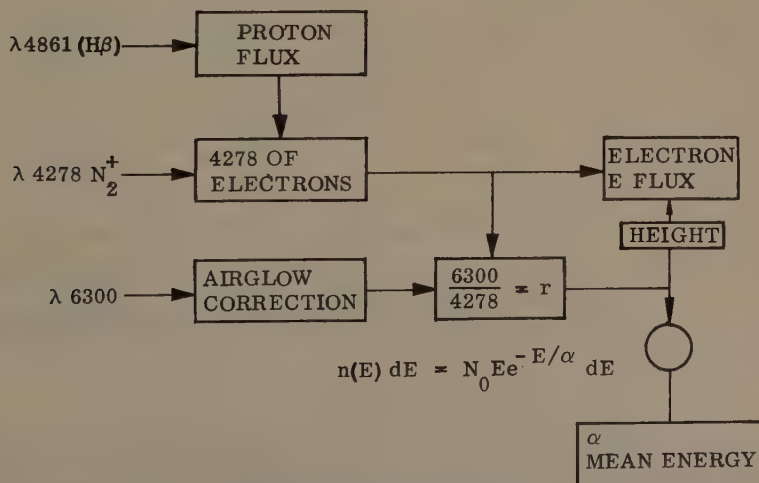 λ4861 (Hβ)
PROTON
FLUX
λ 4278 N₂⁺
4278 OF
ELECTRONS
ELECTRON
E FLUX
HEIGHT
λ 6300
AIRGLOW
CORRECTION
6300
4278 = r
n(E) dE = N₀Ee^-E/α dE
α
MEAN ENERGY